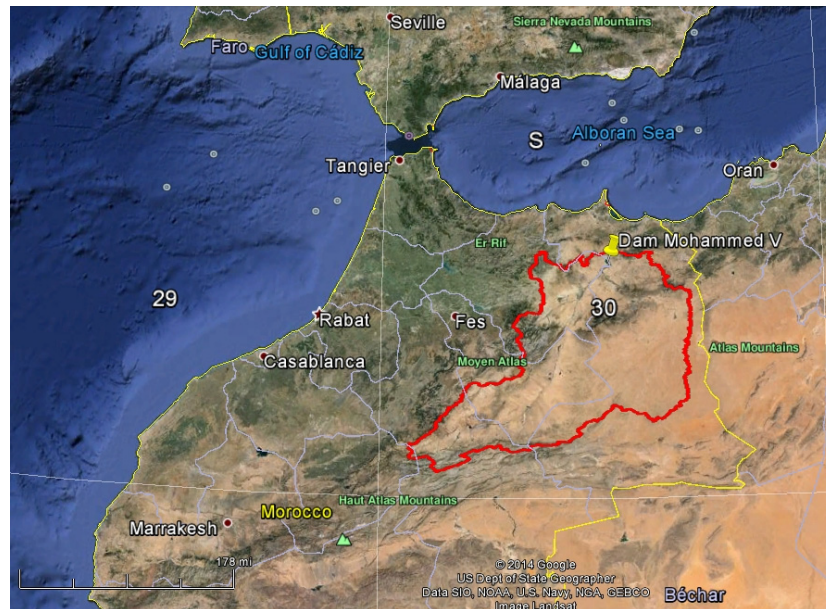 Seville
Sierra Nevada Mountains
Faro
Gulf of Cádiz
Málaga
S
Alboran Sea
Tangier
Oran
Er Rif
Dam Mohammed V
29
30
Rabat
Fes
Casablanca
Moyen Atlas
Atlas Mountains
Haut Atlas Mountains
Morocco
Marrakesh
178 mi
© 2014 Google
US Dept of State Geographer
Data SIO, NOAA, U.S. Navy, NGA, GEBCO
Image Landsat
Béchar